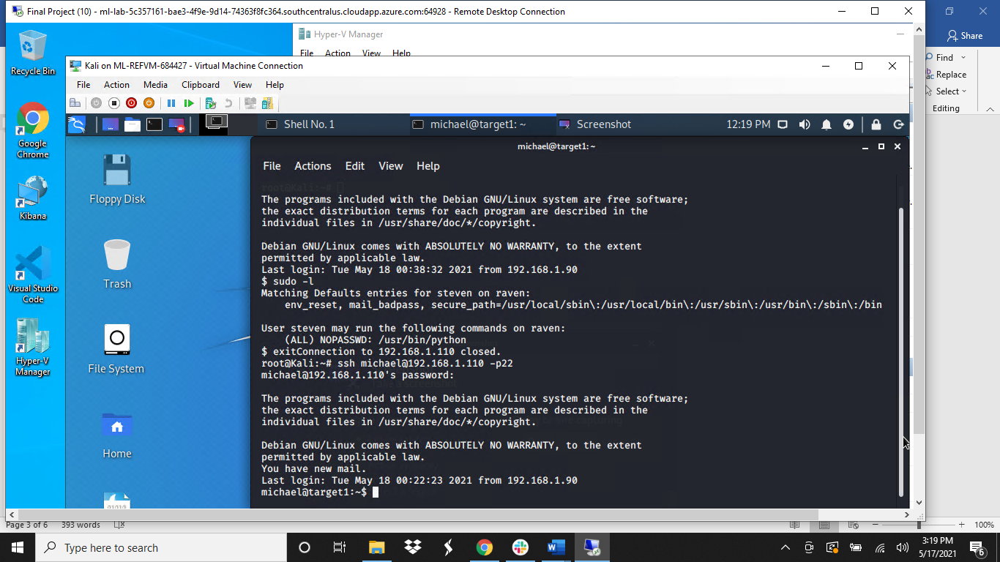 Final Project (10) - ml-lab-5c357161-bae3-4f9e-9d14-74363f8fc364.southcentralus.cloudapp.azure.com:64928 - Remote Desktop Connection
Share
Find
Replace
Select
Editing
Recycle Bin
Google Chrome
Kibana
Visual Studio Code
Hyper-V Manager
Hyper-V Manager
File Action View Help
Kali on ML-REFVM-684427 - Virtual Machine Connection
File Action Media Clipboard View Help
Shell No. 1 michael@target1: ~ Screenshot 12:19 PM
Floppy Disk
Trash
File System
Home
michael@target1: ~
File Actions Edit View Help
root@Kali:~#
The programs included with the Debian GNU/Linux system are free software;
the exact distribution terms for each program are described in the
individual files in /usr/share/doc/*/copyright.
Debian GNU/Linux comes with ABSOLUTELY NO WARRANTY, to the extent
permitted by applicable law.
Last login: Tue May 18 00:38:32 2021 from 192.168.1.90
$ sudo -l
Matching Defaults entries for steven on raven:
env_reset, mail_badpass, secure_path=/usr/local/sbin\:/usr/local/bin\:/usr/sbin\:/usr/bin\:/sbin\:/bin
User steven may run the following commands on raven:
(ALL) NOPASSWD: /usr/bin/python
$ exitConnection to 192.168.1.110 closed.
root@Kali:~# ssh michael@192.168.1.110 -p22
michael@192.168.1.110's password:
Take a screenshot
The programs included with the Debian GNU/Linux system are free software;
the exact distribution terms for each program are described in the
individual files in /usr/share/doc/*/copyright.
before capturing
Debian GNU/Linux comes with ABSOLUTELY NO WARRANTY, to the extent
permitted by applicable law.
You have new mail.
Last login: Tue May 18 00:22:23 2021 from 192.168.1.90
michael@target1:~$
Page 3 of 6 393 words 100%
Type here to search
3:19 PM
5/17/2021
6